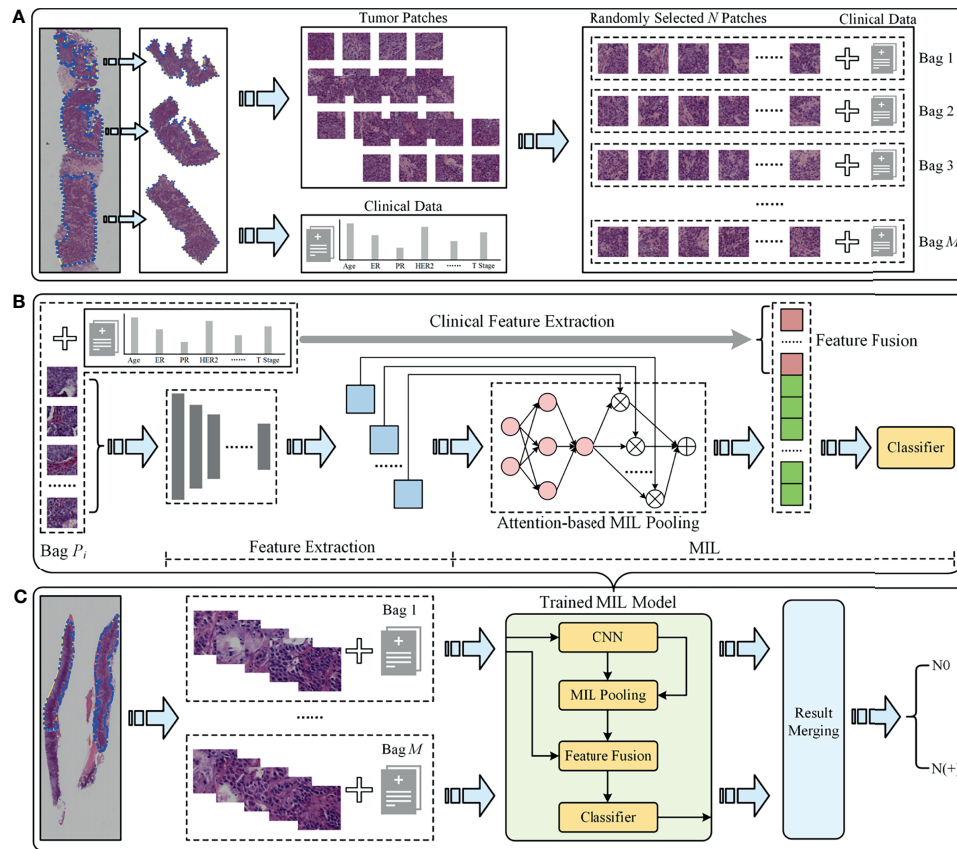 A
Tumor Patches
Randomly Selected N Patches
Clinical Data
Bag 1
Bag 2
Bag 3
......
Bag M
Clinical Data
Age ER PR HER2 ...... T Stage
B
Age ER PR HER2 ...... T Stage
Clinical Feature Extraction
Feature Fusion
Classifier
Attention-based MIL Pooling
Bag Pi
Feature Extraction
MIL
C
Bag 1
......
Bag M
Trained MIL Model
CNN
MIL Pooling
Feature Fusion
Classifier
Result
Merging
N0
N(+)